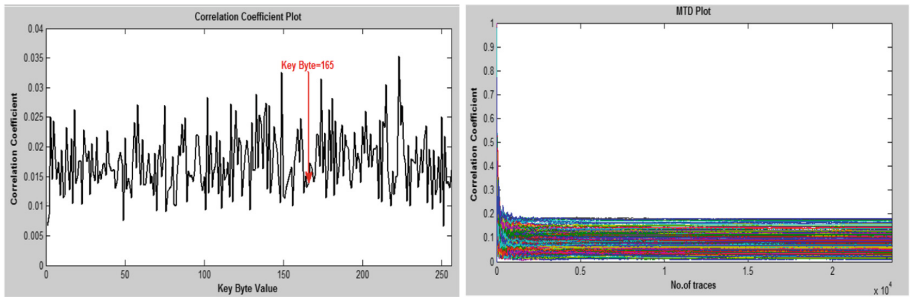 Correlation Coefficient Plot
Correlation Coefficient
0.04
0.035
0.03
0.025
0.02
0.015
0.01
0.005
0
Key Byte=165
0 50 100 150 200 250
Key Byte Value
MTD Plot
Correlation Coefficient
1
0.9
0.8
0.7
0.6
0.5
0.4
0.3
0.2
0.1
0
0 0.5 1 1.5 2
x 10^4
No.of traces